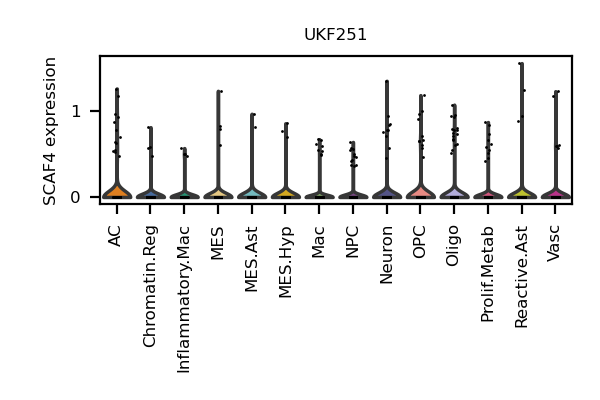 UKF251
SCAF4 expression
1
0
AC
Chromatin.Reg
Inflammatory.Mac
MES
MES.Ast
MES.Hyp
Mac
NPC
Neuron
OPC
Oligo
Prolif.Metab
Reactive.Ast
Vasc